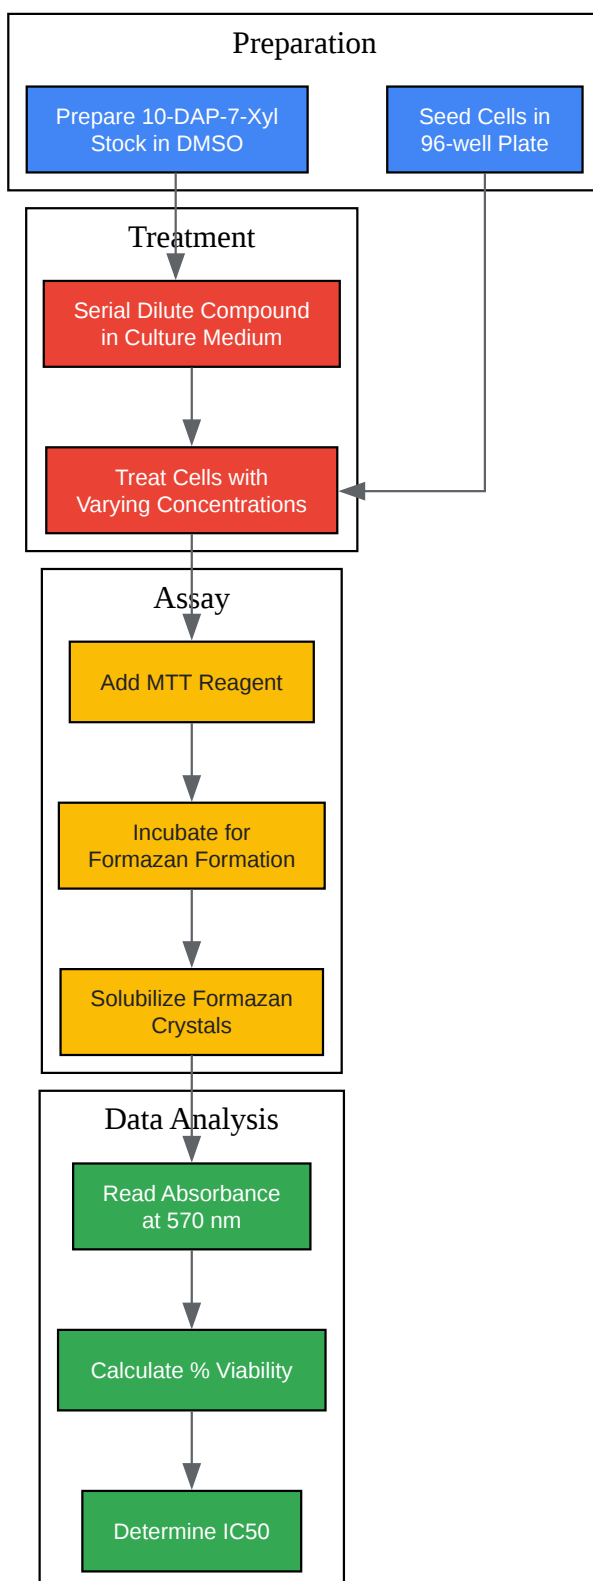 Preparation
Prepare 10-DAP-7-Xyl
Stock in DMSO
Seed Cells in
96-well Plate
Treatment
Serial Dilute Compound
in Culture Medium
Treat Cells with
Varying Concentrations
Assay
Add MTT Reagent
Incubate for
Formazan Formation
Solubilize Formazan
Crystals
Data Analysis
Read Absorbance
at 570 nm
Calculate % Viability
Determine IC50